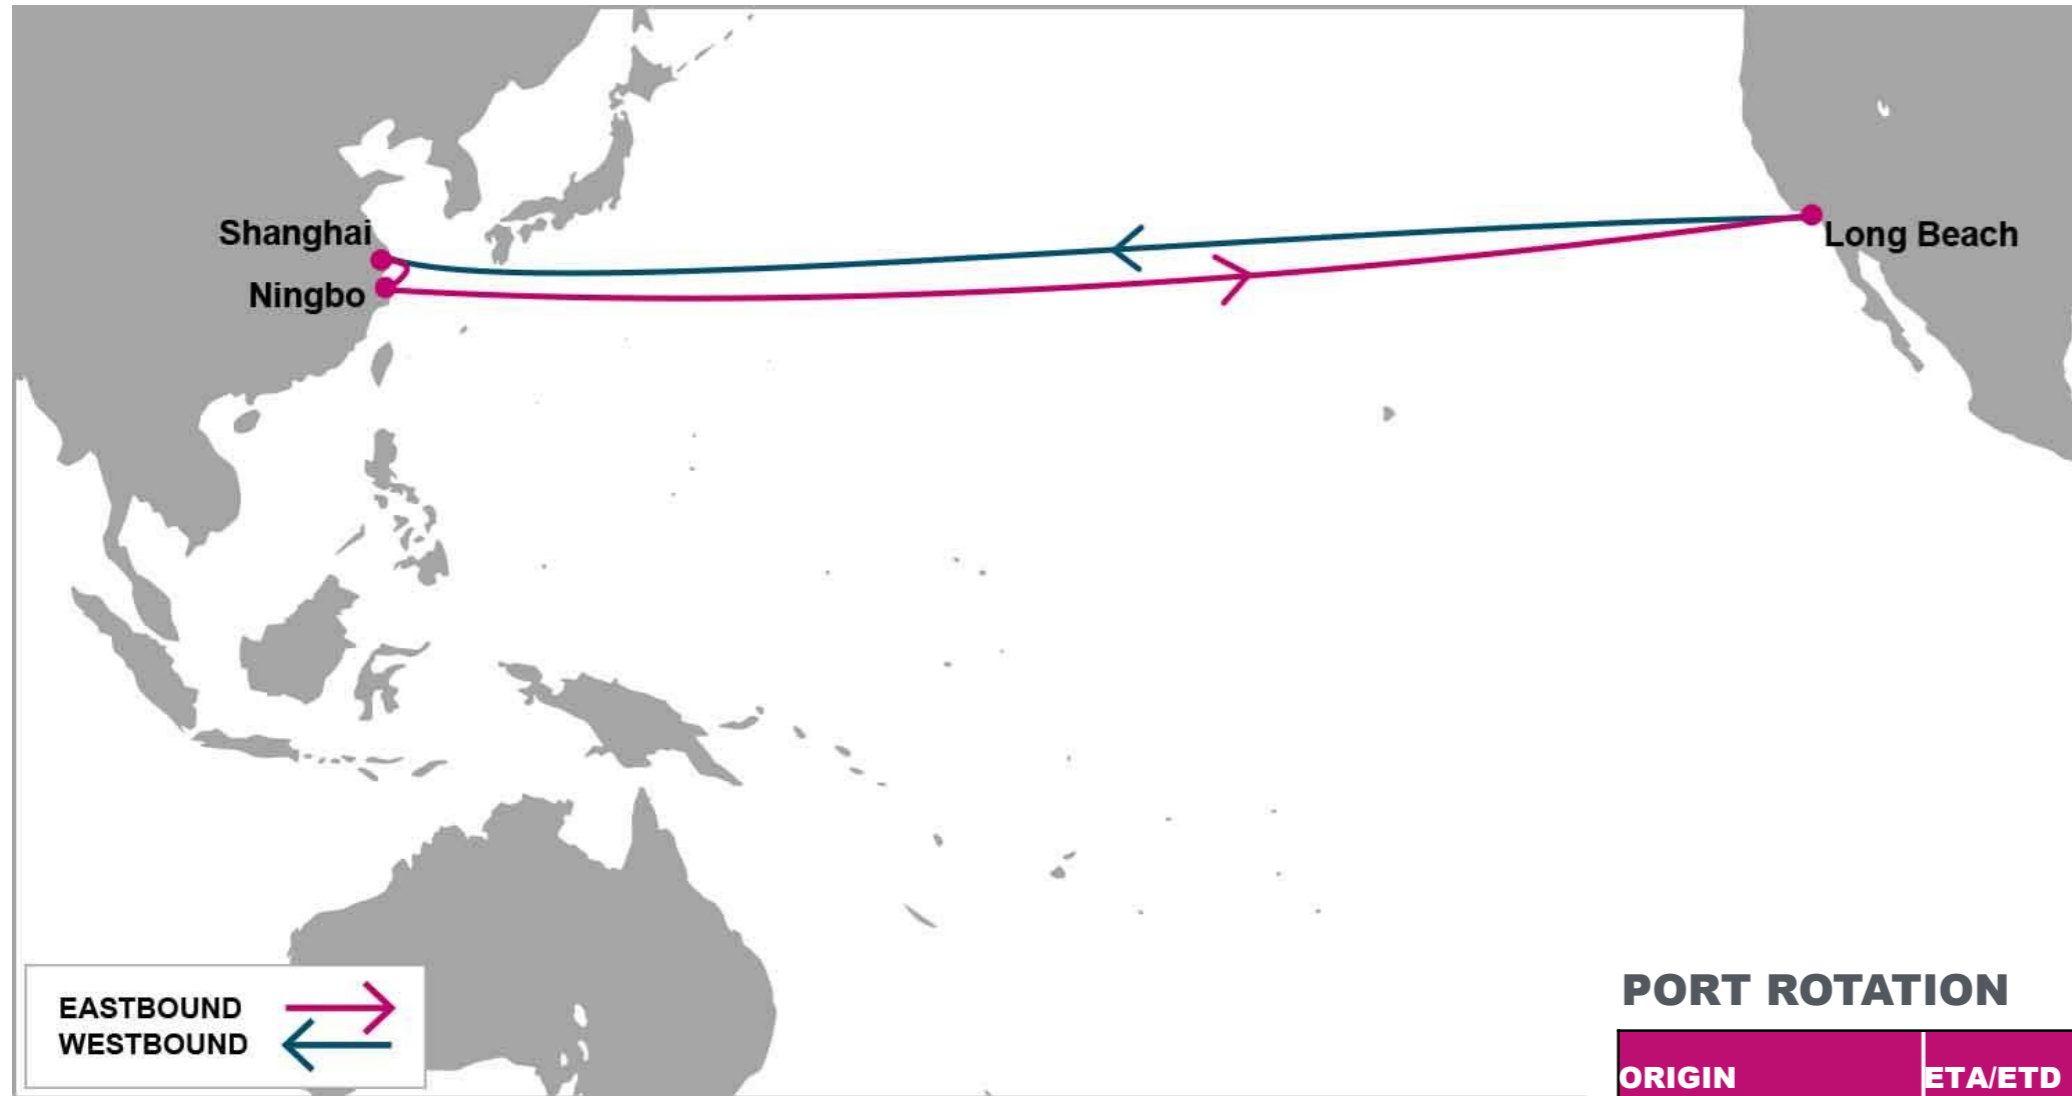 Shanghai
Ningbo
Long Beach
EASTBOUND
WESTBOUND
PORT ROTATION
ORIGIN ETA/ETD